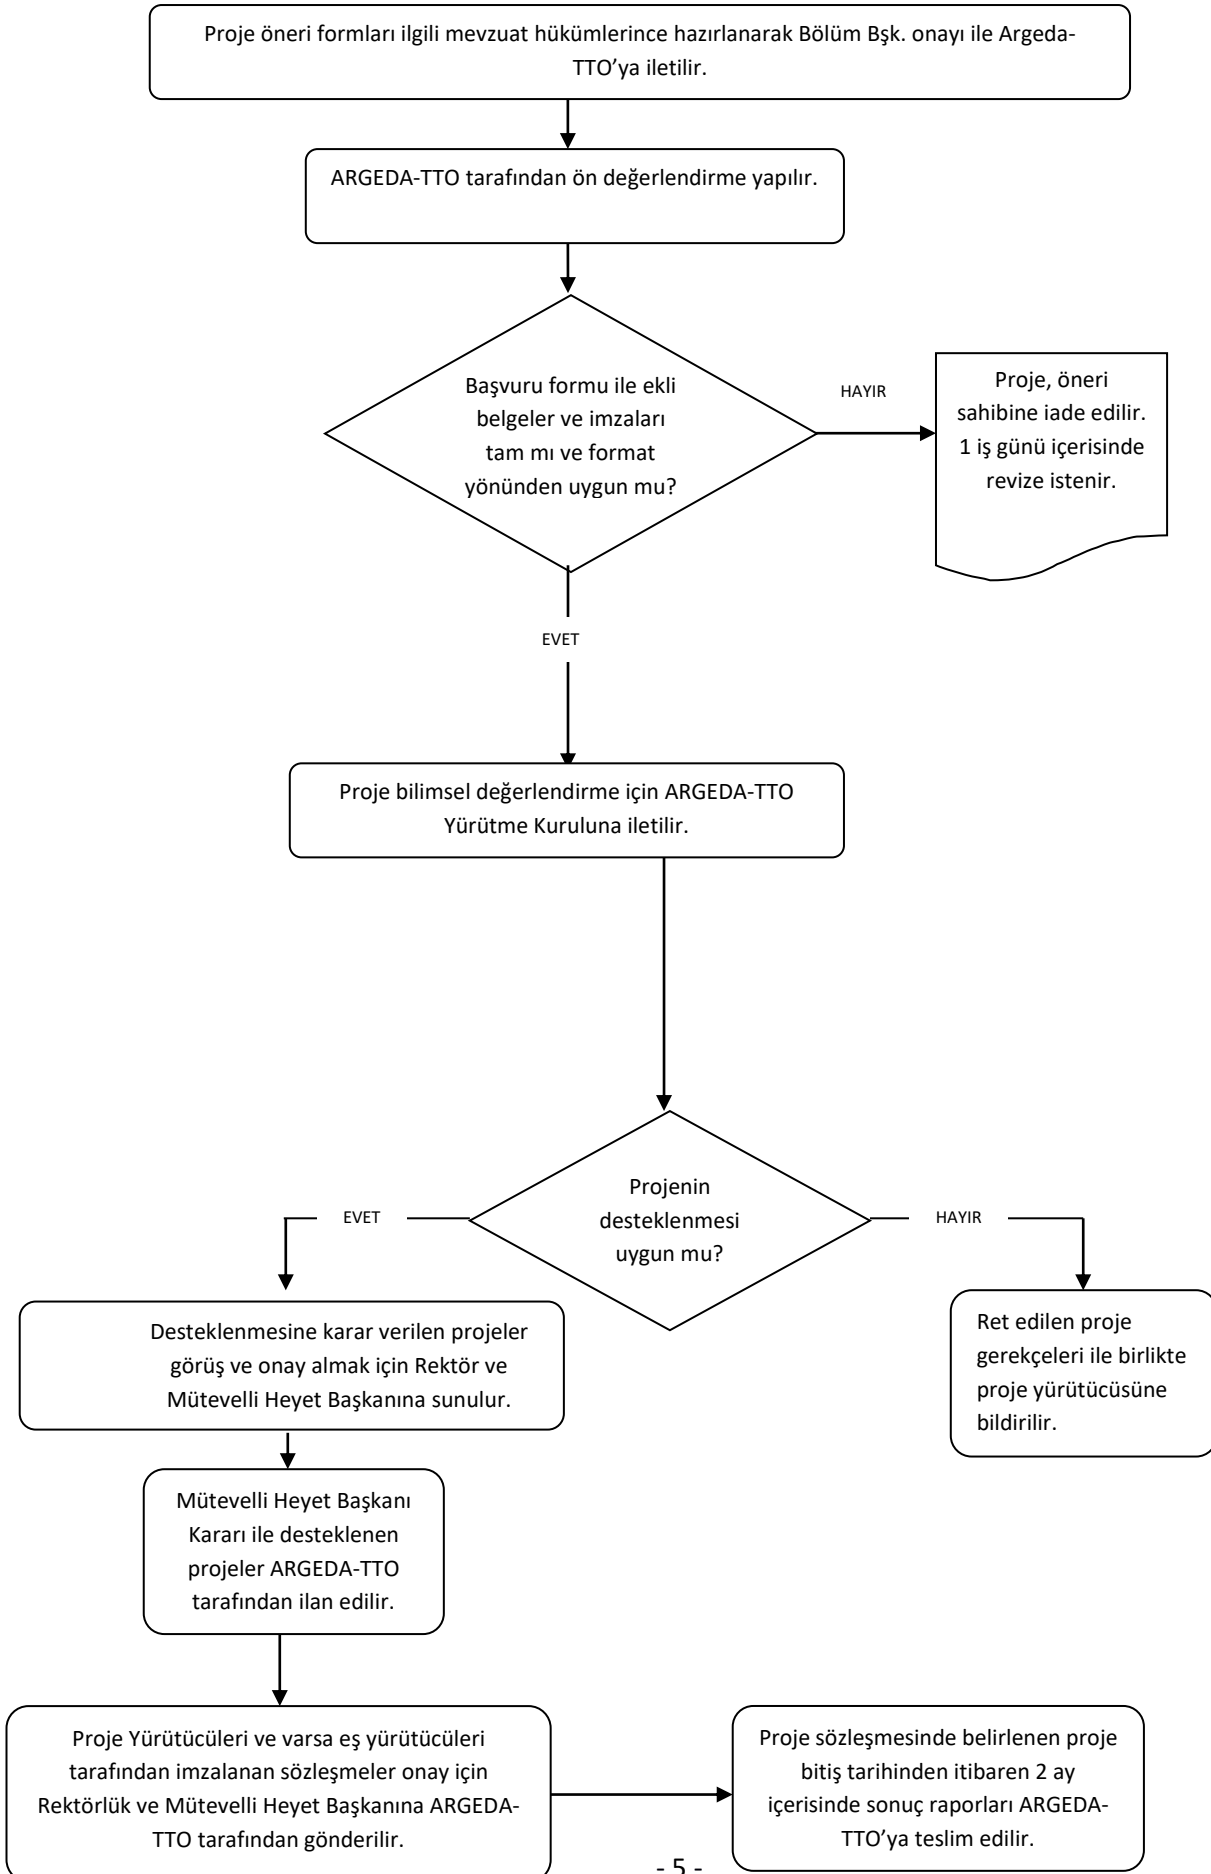 Proje öneri formları ilgili mevzuat hükümlerince hazırlanarak Bölüm Bşk. onayı ile Argeda-
TTO’ya iletilir.
ARGEDA-TTO tarafından ön değerlendirme yapılır.
Başvuru formu ile ekli
belgeler ve imzaları
tam mı ve format
yönünden uygun mu?
HAYIR
Proje, öneri
sahibine iade edilir.
1 iş günü içerisinde
revize istenir.
EVET
Proje bilimsel değerlendirme için ARGEDA-TTO
Yürütme Kuruluna iletilir.
Projenin
desteklenmesi
uygun mu?
EVET
HAYIR
Desteklenmesine karar verilen projeler
görüş ve onay almak için Rektör ve
Mütevelli Heyet Başkanına sunulur.
Ret edilen proje
gerekçeleri ile birlikte
proje yürütücüsüne
bildirilir.
Mütevelli Heyet Başkanı
Kararı ile desteklenen
projeler ARGEDA-TTO
tarafından ilan edilir.
Proje Yürütücüleri ve varsa eş yürütücüleri
tarafından imzalanan sözleşmeler onay için
Rektörlük ve Mütevelli Heyet Başkanına ARGEDA-
TTO tarafından gönderilir.
Proje sözleşmesinde belirlenen proje
bitiş tarihinden itibaren 2 ay
içerisinde sonuç raporları ARGEDA-
TTO’ya teslim edilir.
- 5 -